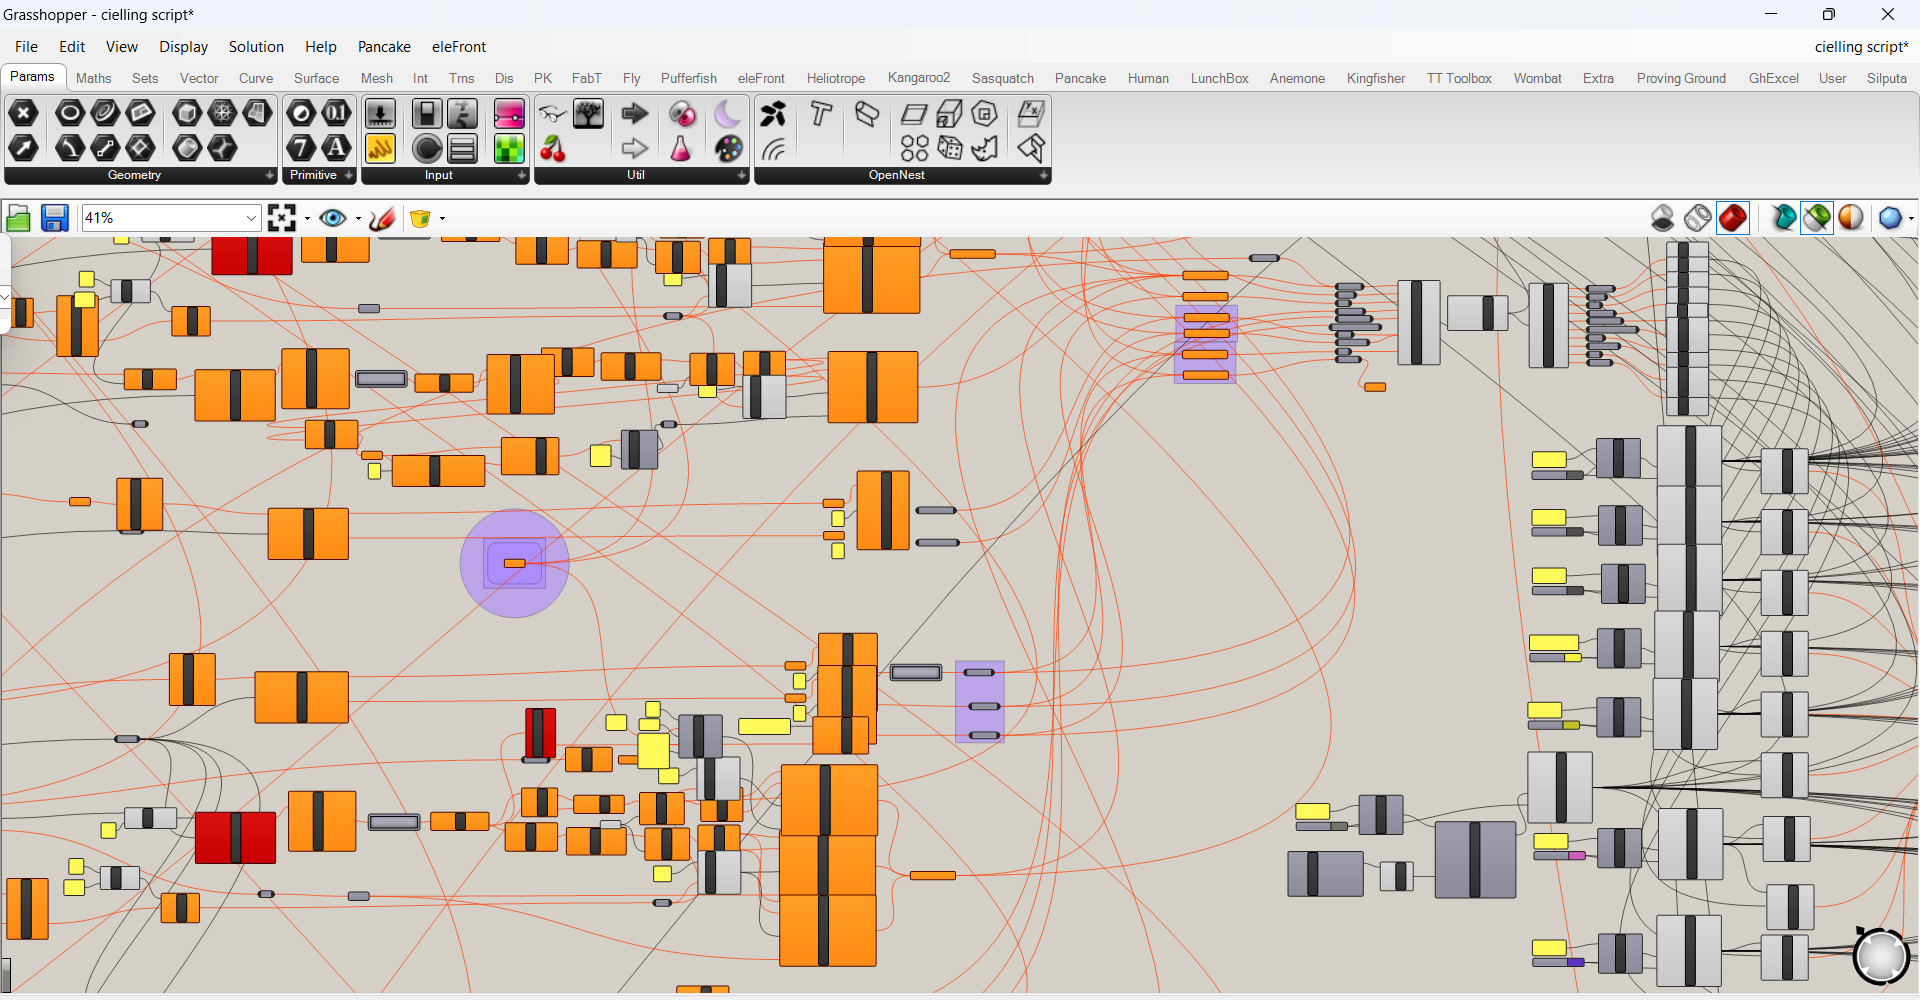 Grasshopper - cielling script*
File Edit View Display Solution Help Pancake eleFront cielling script*
Params Maths Sets Vector Curve Surface Mesh Int Trns Dis PK FabT Fly Pufferfish eleFront Heliotrope Kangaroo2 Sasquatch Pancake Human LunchBox Anemone Kingfisher TT Toolbox Wombat Extra Proving Ground GhExcel User Silputa
Geometry Primitive Input Util OpenNest
41%